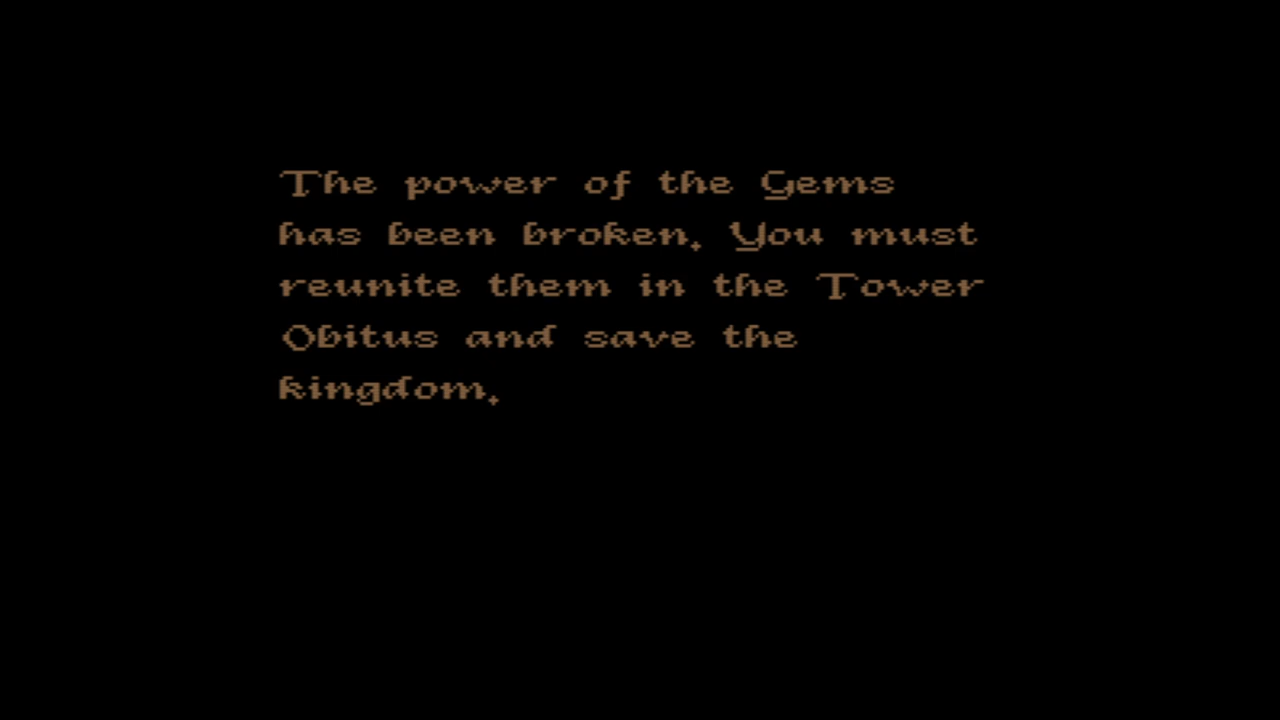 The power of the Gems
has been broken. You must
reunite them in the Tower
Obitus and save the
kingdom.